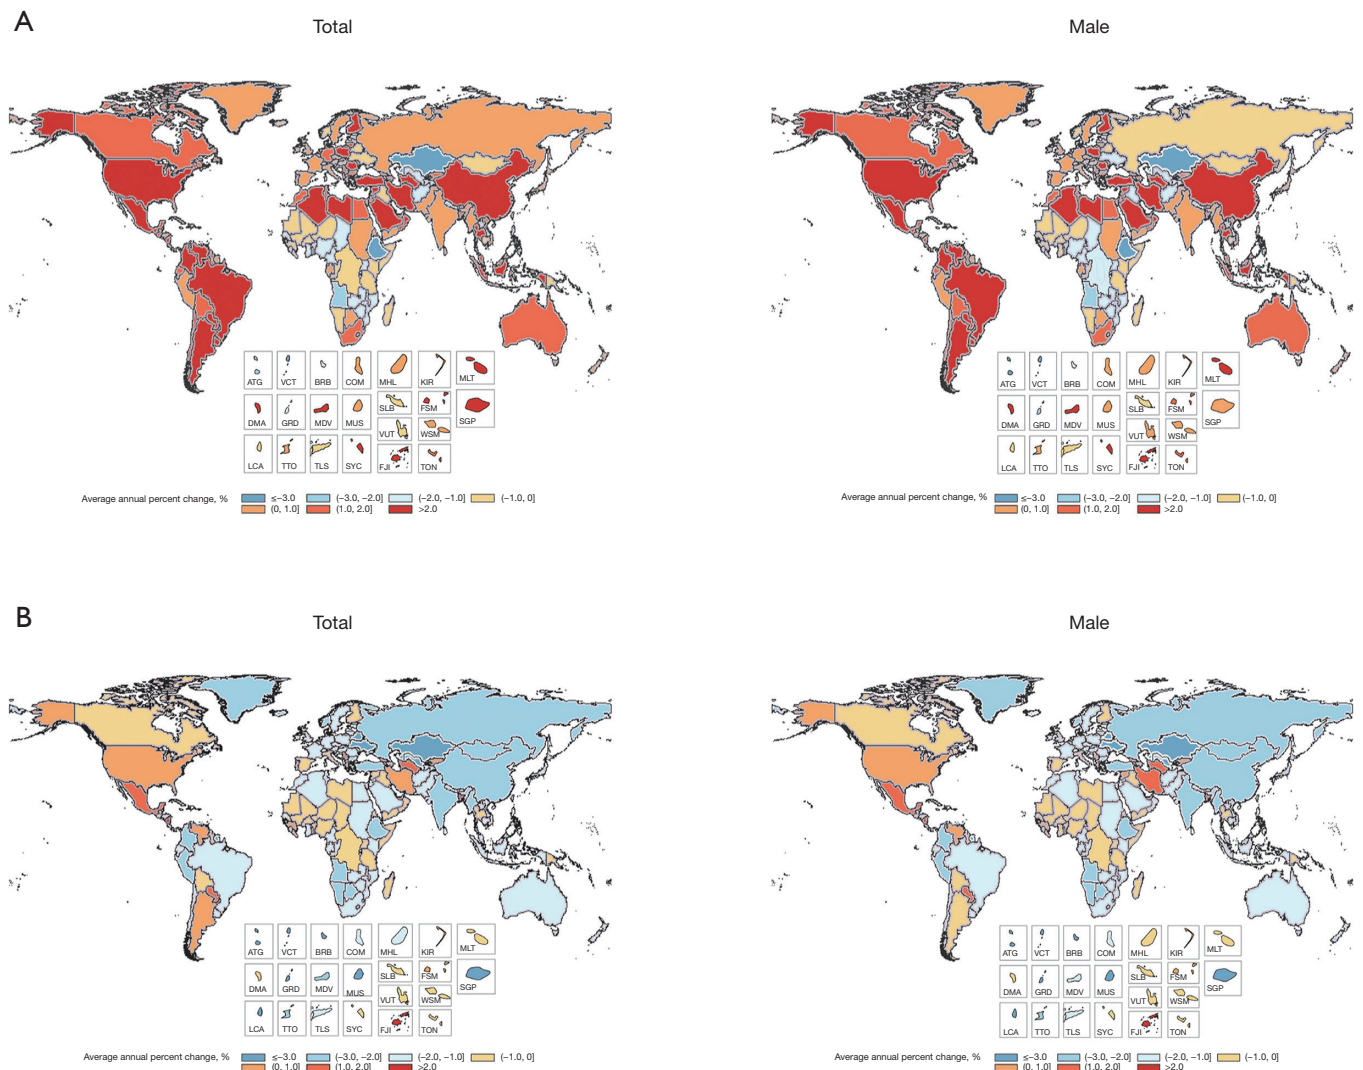 A
Total
Male
ATG VCT BRB COM MHL KIR MLT
DMA GRD MDV MUS SLB FSM SGP
VUT WSM
LCA TTO TLS SYC FJI TON
Average annual percent change, % ≤−3.0 (−3.0, −2.0] (−2.0, −1.0] (−1.0, 0]
(0, 1.0] (1.0, 2.0] >2.0
ATG VCT BRB COM MHL KIR MLT
DMA GRD MDV MUS SLB FSM SGP
VUT WSM
LCA TTO TLS SYC FJI TON
Average annual percent change, % ≤−3.0 (−3.0, −2.0] (−2.0, −1.0] (−1.0, 0]
(0, 1.0] (1.0, 2.0] >2.0
B
Total
Male
ATG VCT BRB COM MHL KIR MLT
DMA GRD MDV MUS SLB FSM SGP
VUT WSM
LCA TTO TLS SYC FJI TON
Average annual percent change, % ≤−3.0 (−3.0, −2.0] (−2.0, −1.0] (−1.0, 0]
(0, 1.0] (1.0, 2.0] >2.0
ATG VCT BRB COM MHL KIR MLT
DMA GRD MDV MUS SLB FSM SGP
VUT WSM
LCA TTO TLS SYC FJI TON
Average annual percent change, % ≤−3.0 (−3.0, −2.0] (−2.0, −1.0] (−1.0, 0]
(0, 1.0] (1.0, 2.0] >2.0